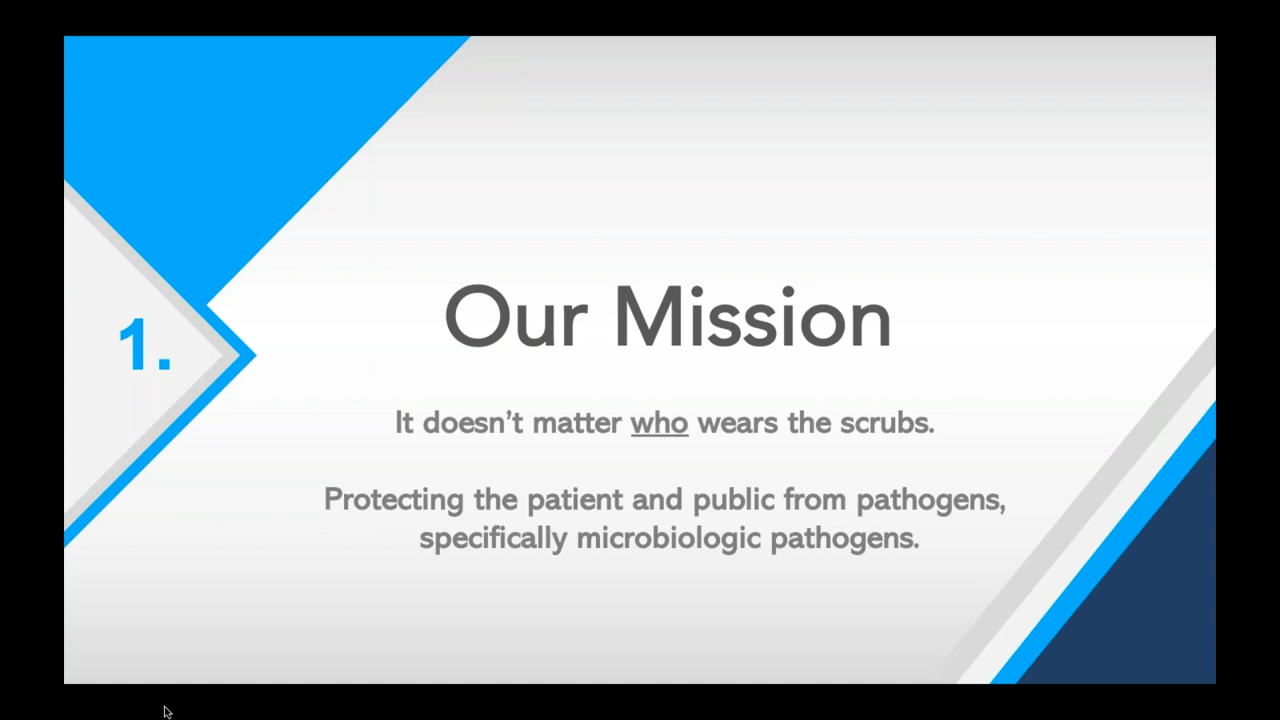 1.
Our Mission
It doesn’t matter who wears the scrubs.
Protecting the patient and public from pathogens,
specifically microbiologic pathogens.